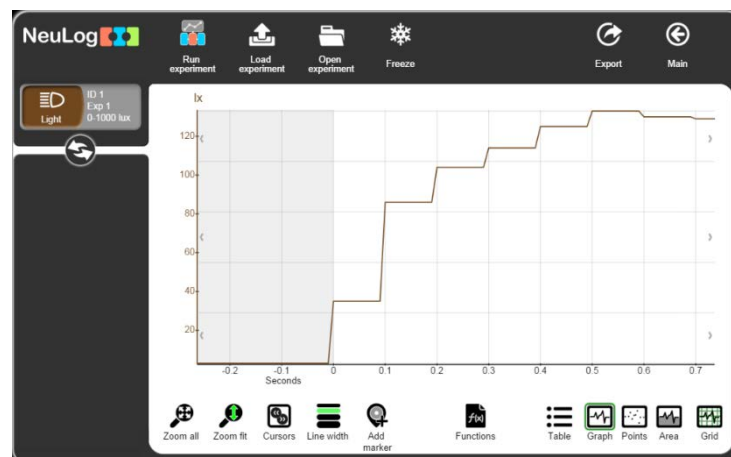 NeuLog
Run
experiment
Load
experiment
Open
experiment
Freeze
Export
Main
Light
ID 1
Exp 1
0-1000 lux
lx
120
100
80
60
40
20
-0.2
-0.1
0
0.1
0.2
0.3
0.4
0.5
0.6
0.7
Seconds
Zoom all
Zoom fit
Cursors
Line width
Add
marker
f(x)
Functions
Table
Graph
Points
Area
Grid